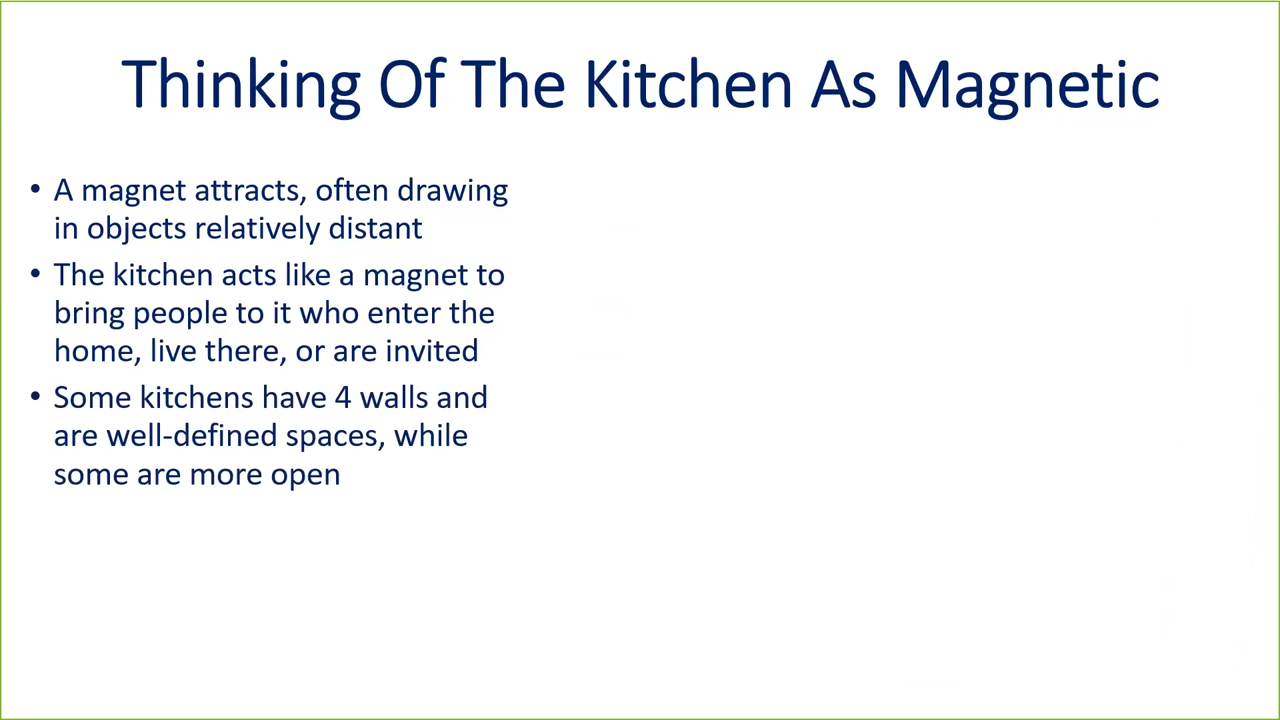 Thinking Of The Kitchen As Magnetic
• A magnet attracts, often drawing
in objects relatively distant
• The kitchen acts like a magnet to
bring people to it who enter the
home, live there, or are invited
• Some kitchens have 4 walls and
are well-defined spaces, while
some are more open